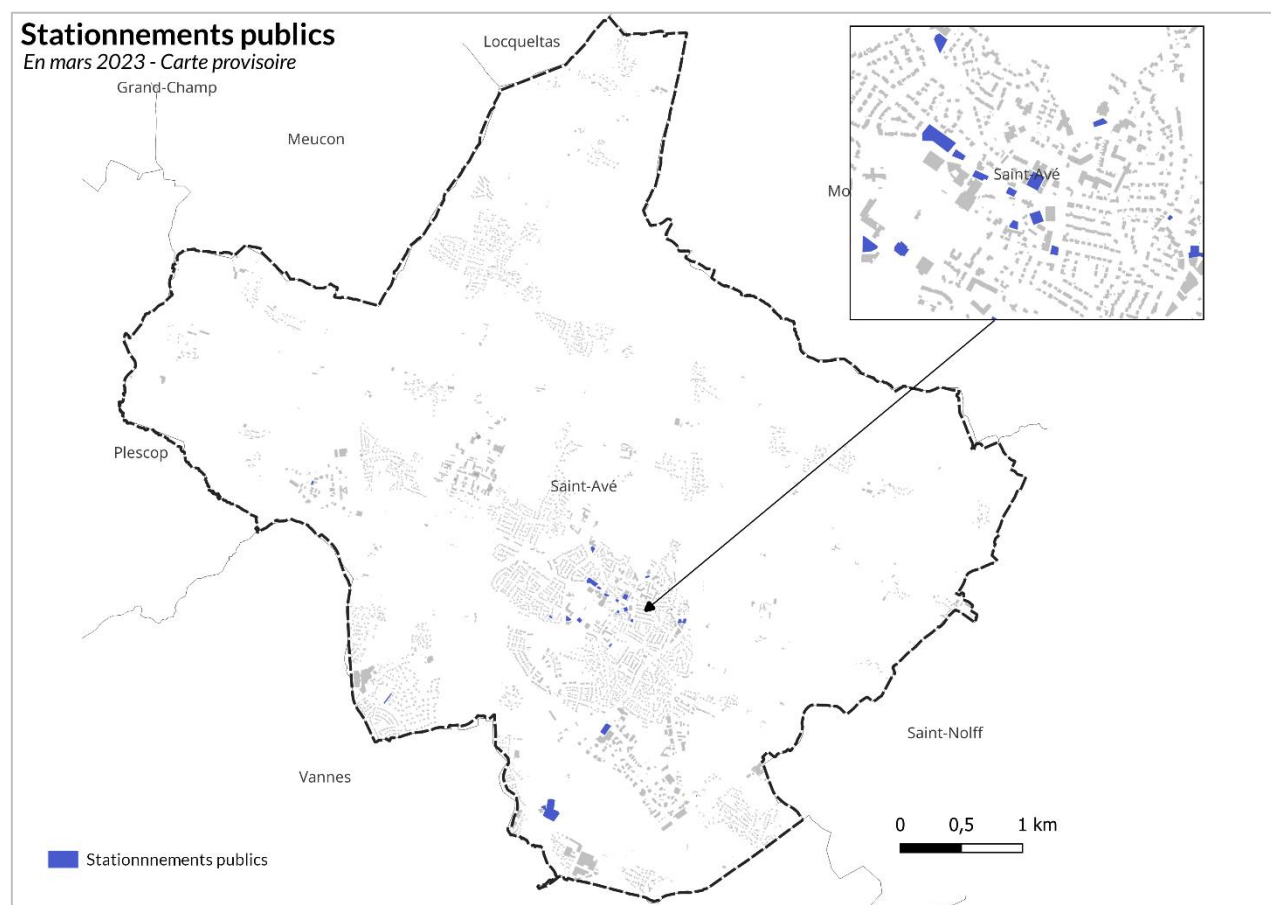 Stationnements publics
En mars 2023 - Carte provisoire
Locqueltas
Grand-Champ
Meucon
Saint-Avé
Mo
Plescop
Saint-Avé
Saint-Nolff
Vannes
0 0,5 1 km
Stationnnements publics